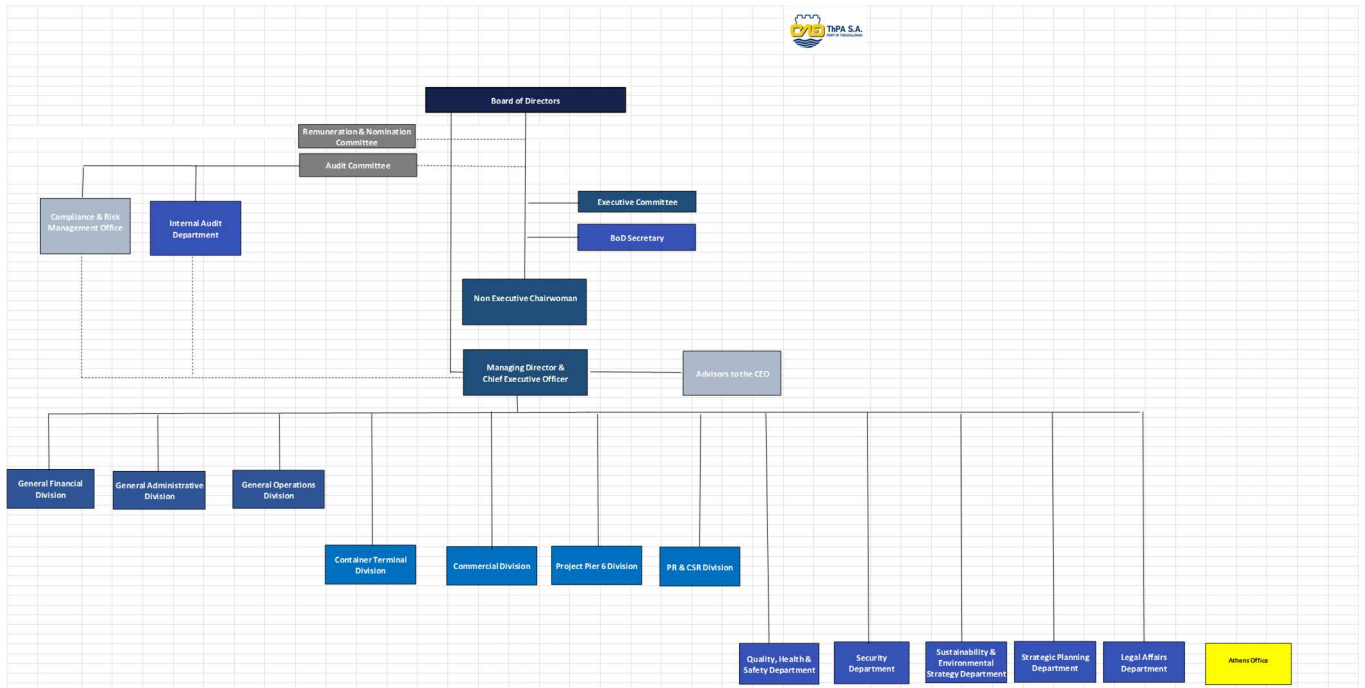 ThPA S.A.
PORT OF THESSALONIKI
Board of Directors
Remuneration & Nomination
Committee
Audit Committee
Executive Committee
Compliance & Risk
Management Office
Internal Audit
Department
BoD Secretary
Non Executive Chairwoman
Managing Director &
Chief Executive Officer
Advisors to the CEO
General Financial
Division
General Administrative
Division
General Operations
Division
Container Terminal
Division
Commercial Division
Project Pier 6 Division
PR & CSR Division
Quality, Health &
Safety Department
Security
Department
Sustainability &
Environmental
Strategy Department
Strategic Planning
Department
Legal Affairs
Department
Athens Office